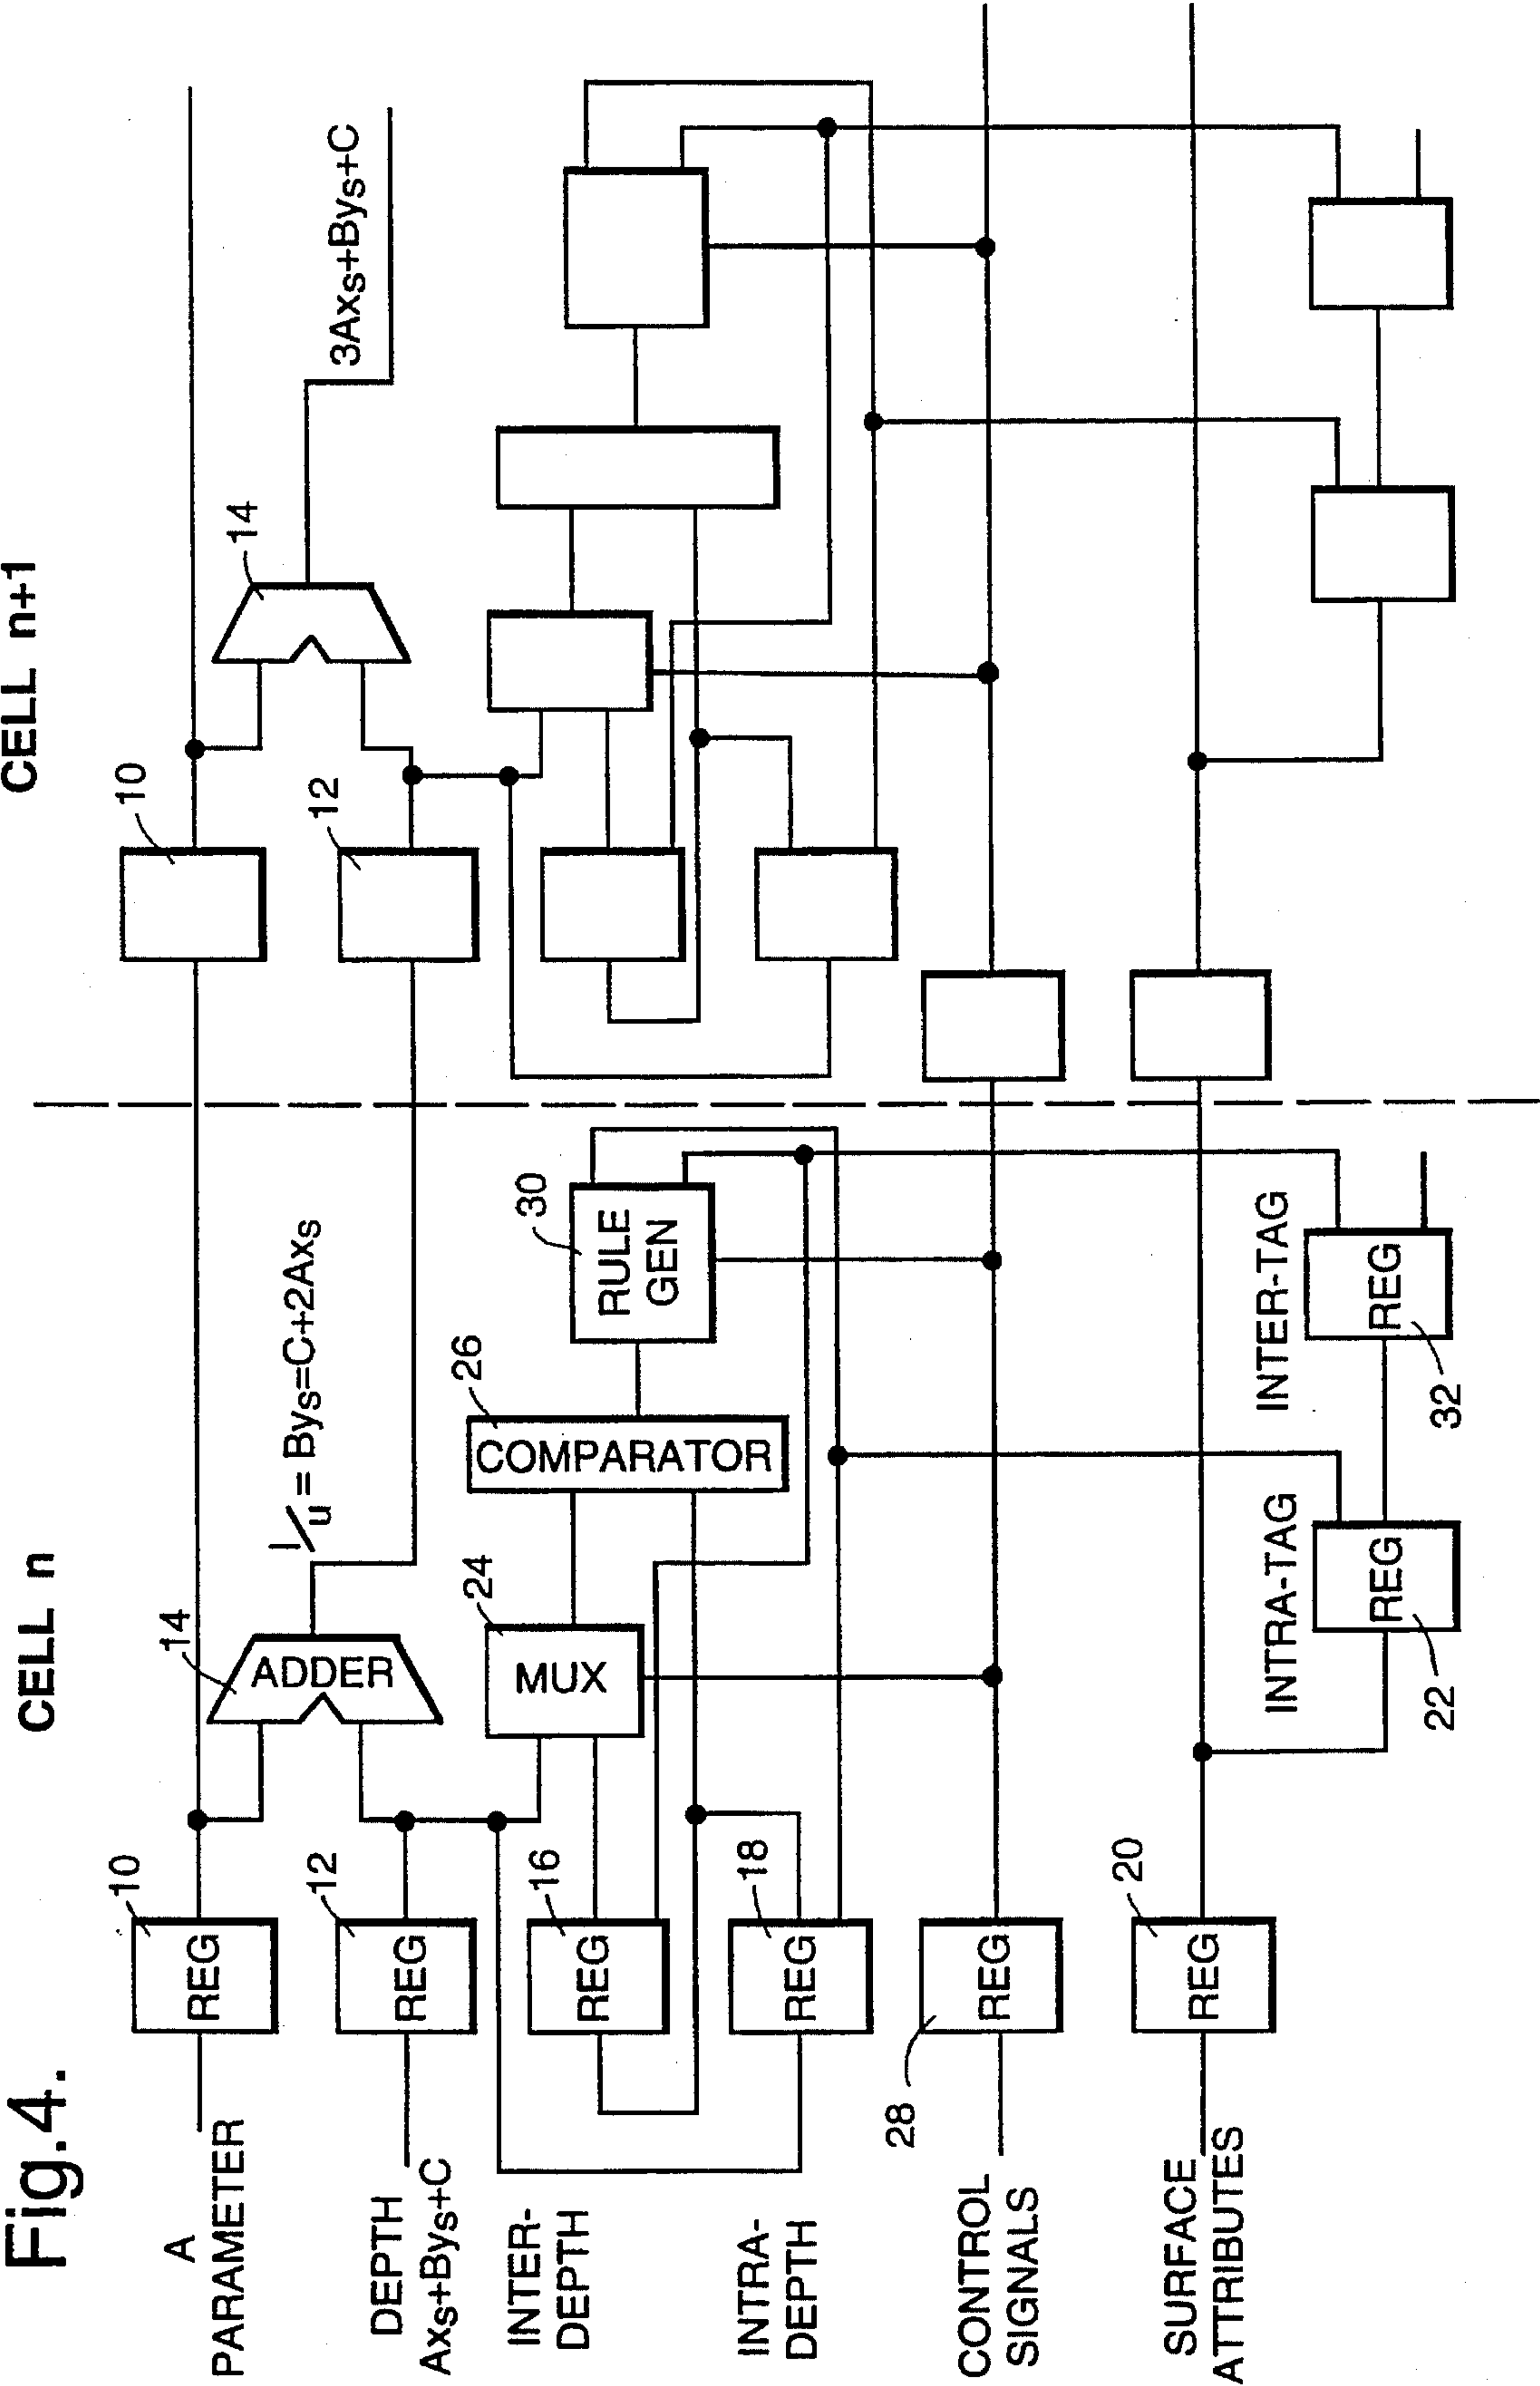 Fig.4.
CELL n
CELL n+1
A
PARAMETER
DEPTH
Axs+Bys+C
INTER-
DEPTH
INTRA-
DEPTH
CONTROL
SIGNALS
SURFACE
ATTRIBUTES
REG
10
REG
12
REG
16
REG
18
REG
28
REG
20
14
ADDER
1/u = Bys=C+2Axs
24
MUX
26
COMPARATOR
30
RULE
GEN
INTRA-TAG
REG
22
INTER-TAG
REG
32
10
12
14
3Axs+Bys+C